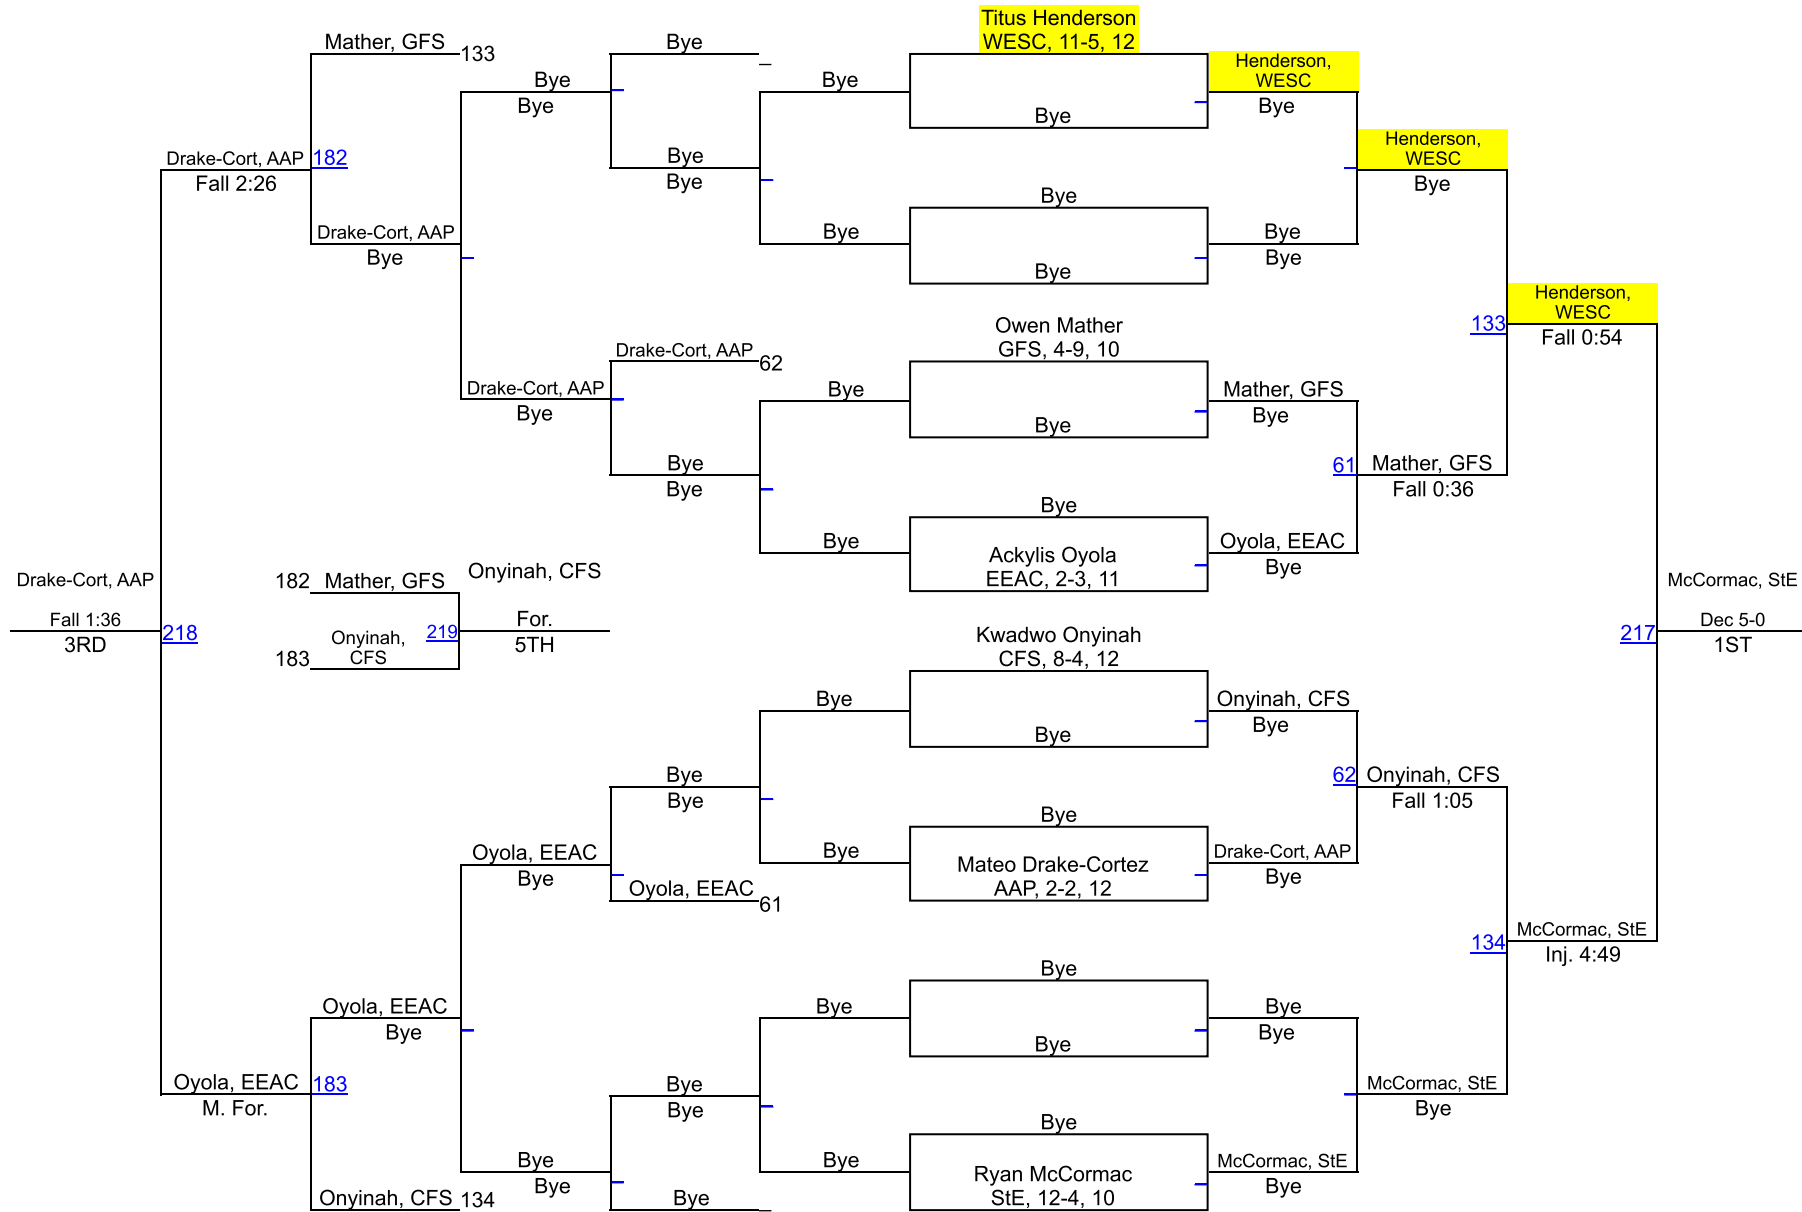 Titus Henderson
WESC, 11-5, 12
Mather, GFS
133
Bye
_
Bye
Bye
Bye
Bye
Henderson,
WESC
Bye
Drake-Cort, AAP
182
Fall 2:26
Bye
Bye
Henderson,
WESC
Bye
Drake-Cort, AAP
Bye
Bye
Bye
Bye
Bye
Bye
Henderson,
WESC
133
Fall 0:54
Owen Mather
GFS, 4-9, 10
Drake-Cort, AAP
62
Drake-Cort, AAP
Bye
Bye
Bye
Mather, GFS
Bye
Bye
Bye
61
Mather, GFS
Fall 0:36
Bye
Bye
Ackylis Oyola
EEAC, 2-3, 11
Oyola, EEAC
Bye
Drake-Cort, AAP
Fall 1:36
3RD
218
182
Mather, GFS
Onyinah,
CFS
183
219
Onyinah, CFS
For.
5TH
McCormac, StE
217
Dec 5-0
1ST
Kwadwo Onyinah
CFS, 8-4, 12
Bye
Bye
Onyinah, CFS
Bye
Bye
Bye
62
Onyinah, CFS
Fall 1:05
Oyola, EEAC
Bye
Oyola, EEAC
61
Bye
Bye
Mateo Drake-Cortez
AAP, 2-2, 12
Drake-Cort, AAP
Bye
134
McCormac, StE
Inj. 4:49
Oyola, EEAC
Bye
Bye
Bye
Bye
Bye
Bye
Oyola, EEAC
183
M. For.
Bye
Bye
McCormac, StE
Bye
Bye
Bye
Onyinah, CFS
134
Bye
_
Bye
Bye
Ryan McCormac
StE, 12-4, 10
McCormac, StE
Bye